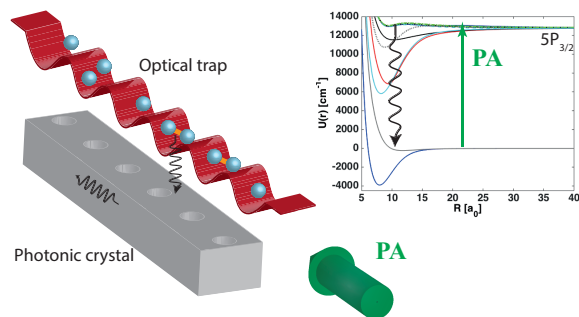 Optical trap
Photonic crystal
PA
14000
12000
10000
8000
6000
4000
2000
0
-2000
-4000
U(r) [cm⁻¹]
5P3/2
PA
5 10 15 20 25 30 35 40
R [a₀]